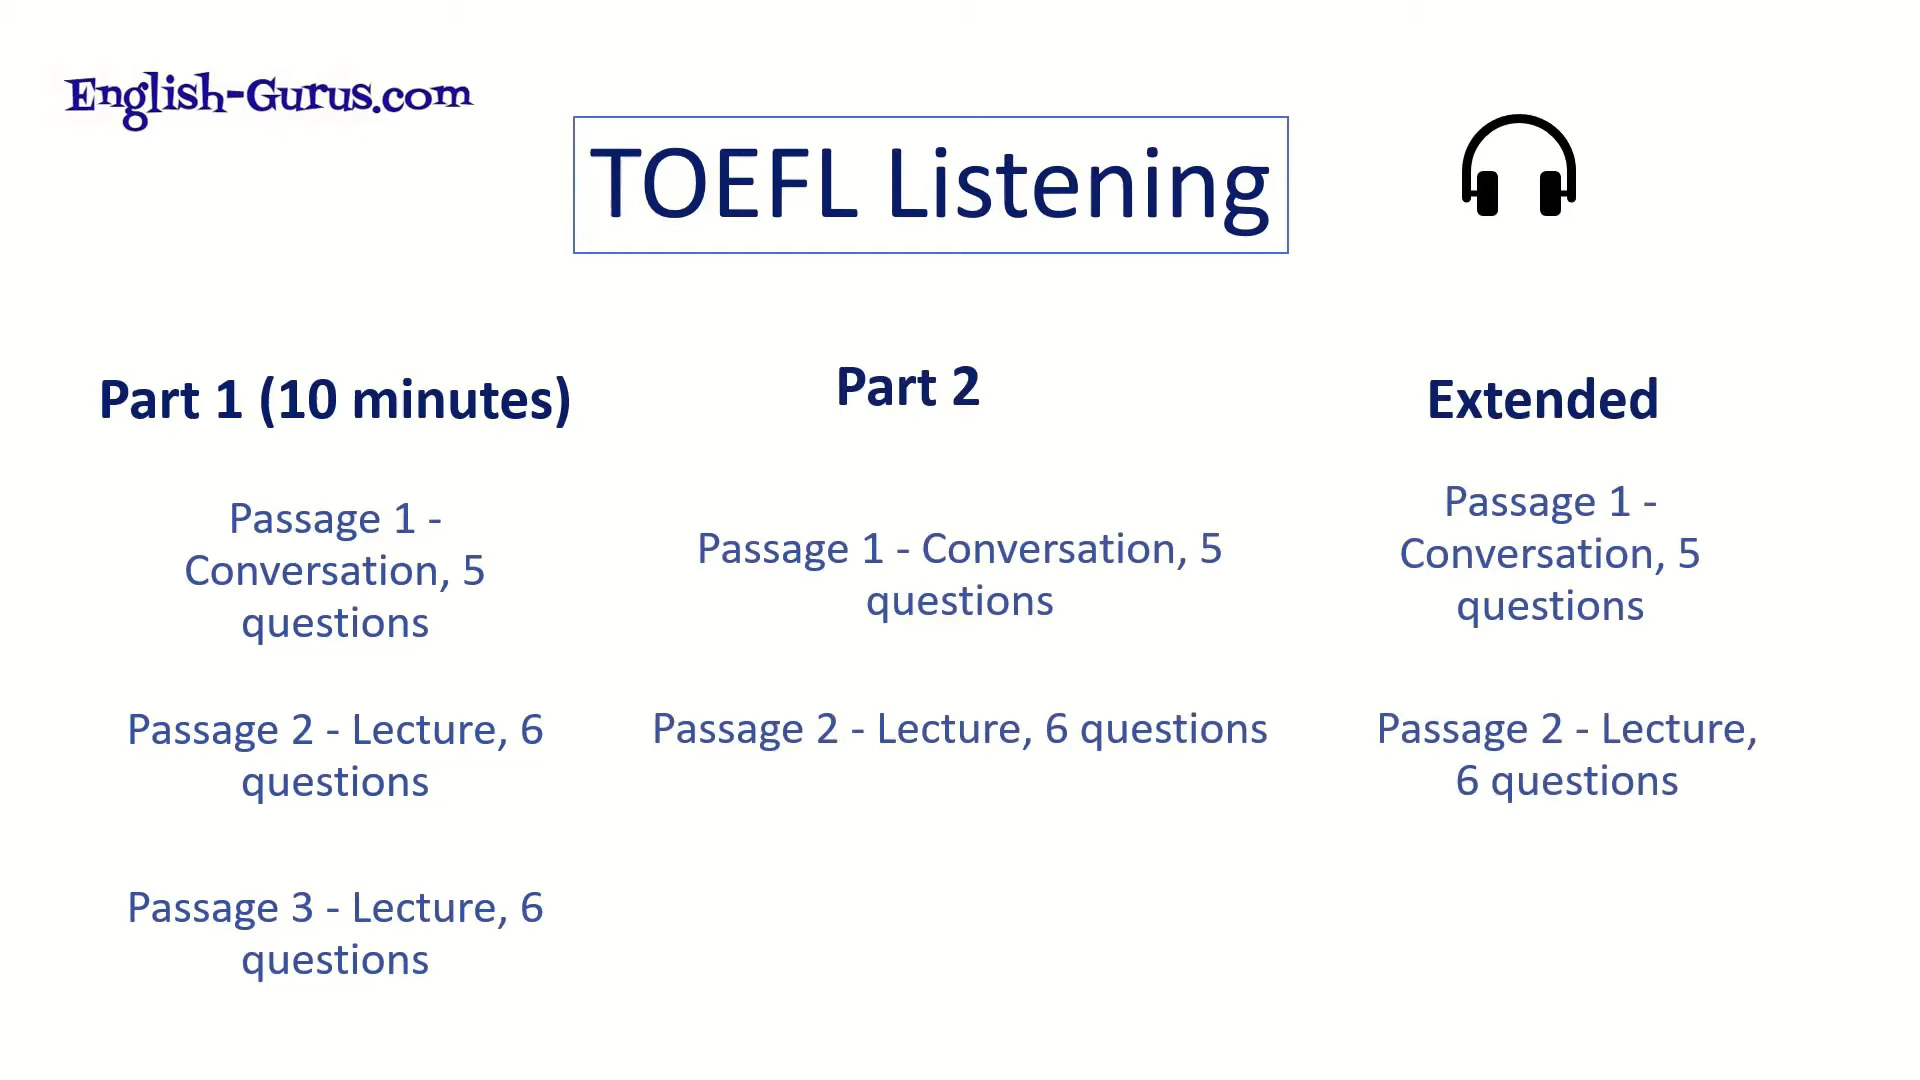 English-Gurus.com
TOEFL Listening
Part 1 (10 minutes)
Passage 1 -
Conversation, 5
questions
Passage 2 - Lecture, 6
questions
Passage 3 - Lecture, 6
questions
Part 2
Passage 1 - Conversation, 5
questions
Passage 2 - Lecture, 6 questions
Extended
Passage 1 -
Conversation, 5
questions
Passage 2 - Lecture,
6 questions